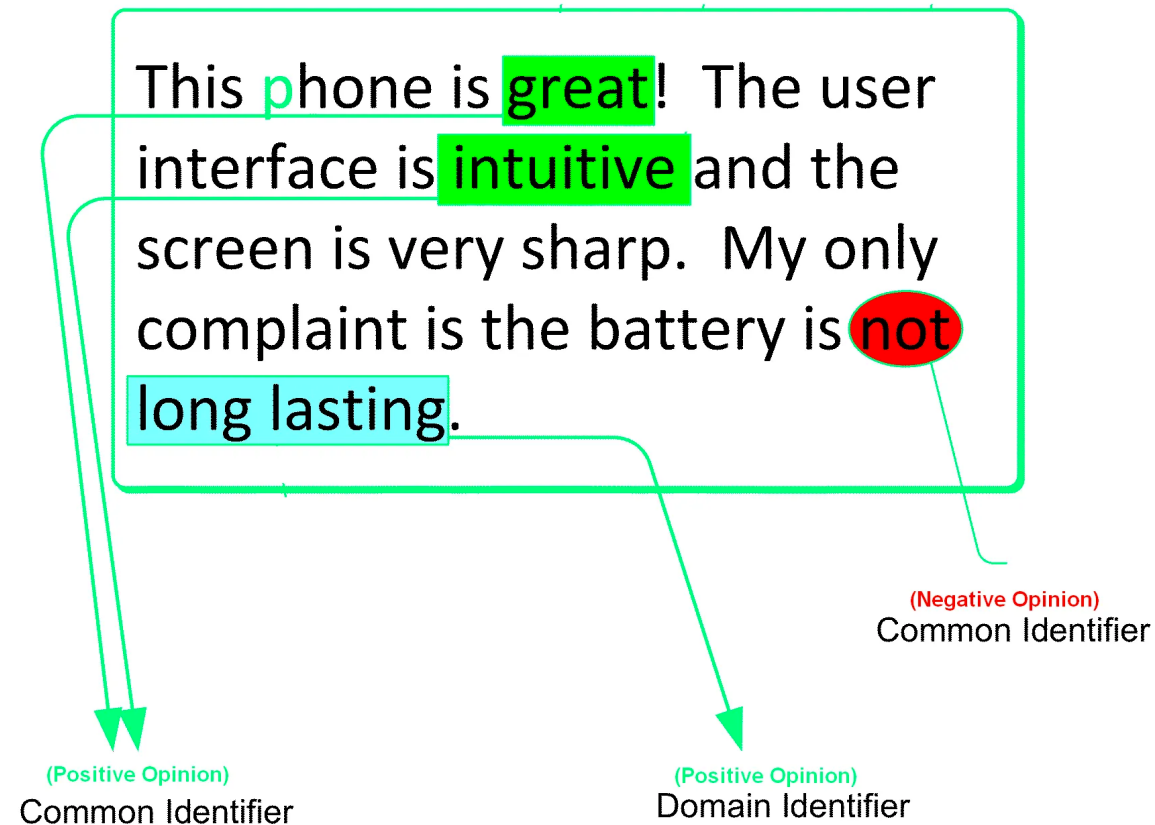 This phone is great!  The user
interface is intuitive and the
screen is very sharp.  My only
complaint is the battery is not
long lasting.
(Negative Opinion)
Common Identifier
(Positive Opinion)
Common Identifier
(Positive Opinion)
Domain Identifier